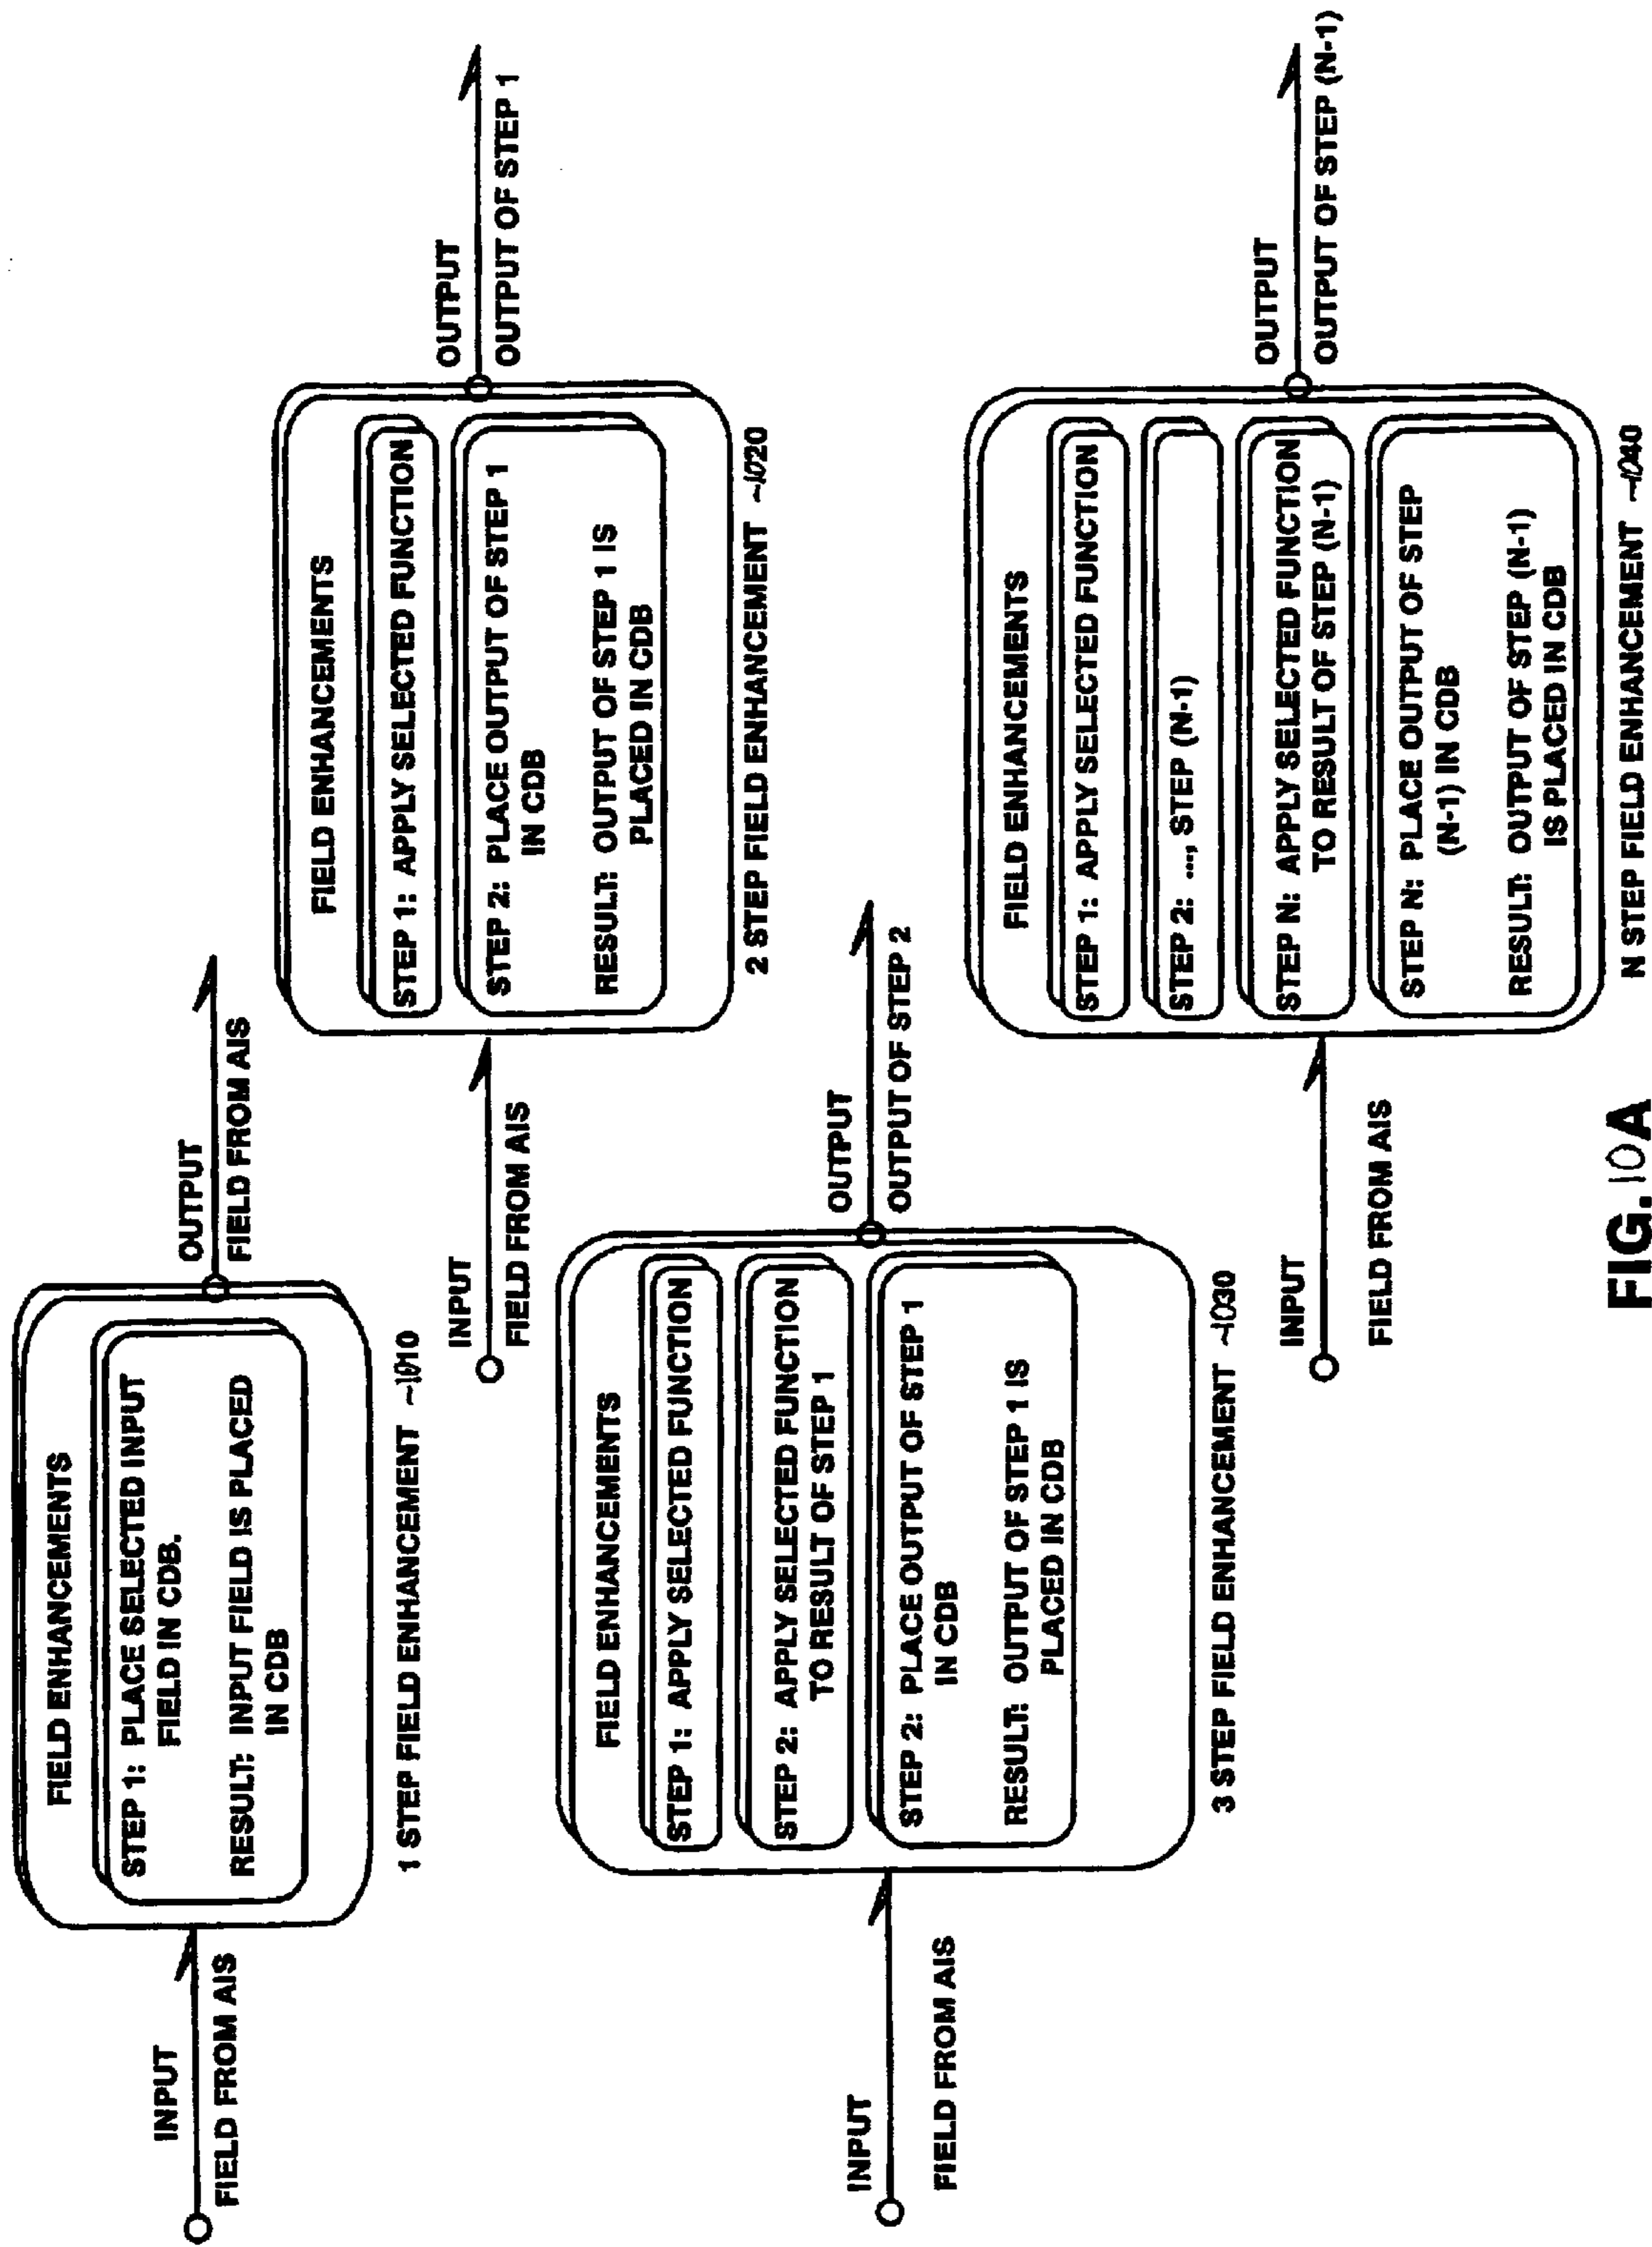 INPUT
FIELD FROM AIS
FIELD ENHANCEMENTS
STEP 1: PLACE SELECTED INPUT
FIELD IN CDB.
RESULT: INPUT FIELD IS PLACED
IN CDB
1 STEP FIELD ENHANCEMENT ~1010
OUTPUT
FIELD FROM AIS
INPUT
FIELD FROM AIS
FIELD ENHANCEMENTS
STEP 1: APPLY SELECTED FUNCTION
STEP 2: PLACE OUTPUT OF STEP 1
IN CDB
RESULT: OUTPUT OF STEP 1 IS
PLACED IN CDB
2 STEP FIELD ENHANCEMENT ~1020
OUTPUT
OUTPUT OF STEP 1
INPUT
FIELD FROM AIS
FIELD ENHANCEMENTS
STEP 1: APPLY SELECTED FUNCTION
STEP 2: APPLY SELECTED FUNCTION
TO RESULT OF STEP 1
STEP 2: PLACE OUTPUT OF STEP 1
IN CDB
RESULT: OUTPUT OF STEP 1 IS
PLACED IN CDB
3 STEP FIELD ENHANCEMENT ~1030
OUTPUT
OUTPUT OF STEP 2
INPUT
FIELD FROM AIS
FIELD ENHANCEMENTS
STEP 1: APPLY SELECTED FUNCTION
STEP 2: ..., STEP (N-1)
STEP N: APPLY SELECTED FUNCTION
TO RESULT OF STEP (N-1)
STEP N: PLACE OUTPUT OF STEP
(N-1) IN CDB
RESULT: OUTPUT OF STEP (N-1)
IS PLACED IN CDB
N STEP FIELD ENHANCEMENT ~1040
OUTPUT
OUTPUT OF STEP (N-1)
FIG. 10A